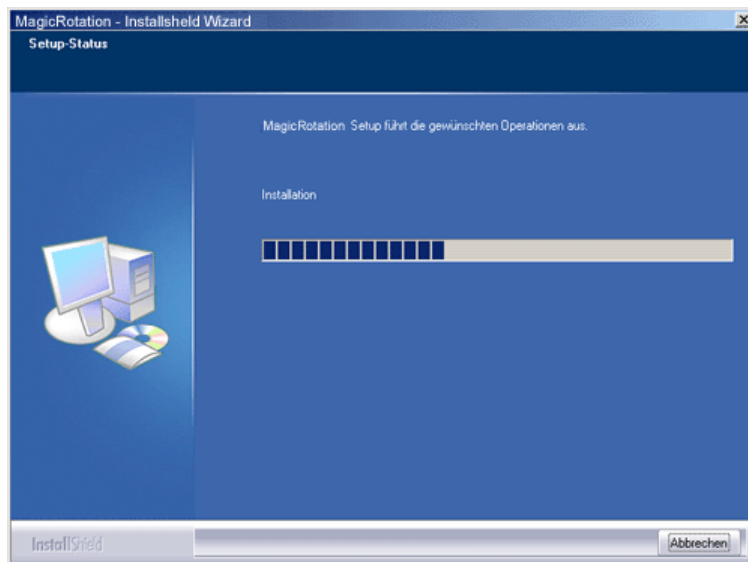 MagicRotation - Installsheld Wizard
Setup-Status
MagicRotation Setup führt die gewünschten Operationen aus.
Installation
InstallShield
Abbrechen